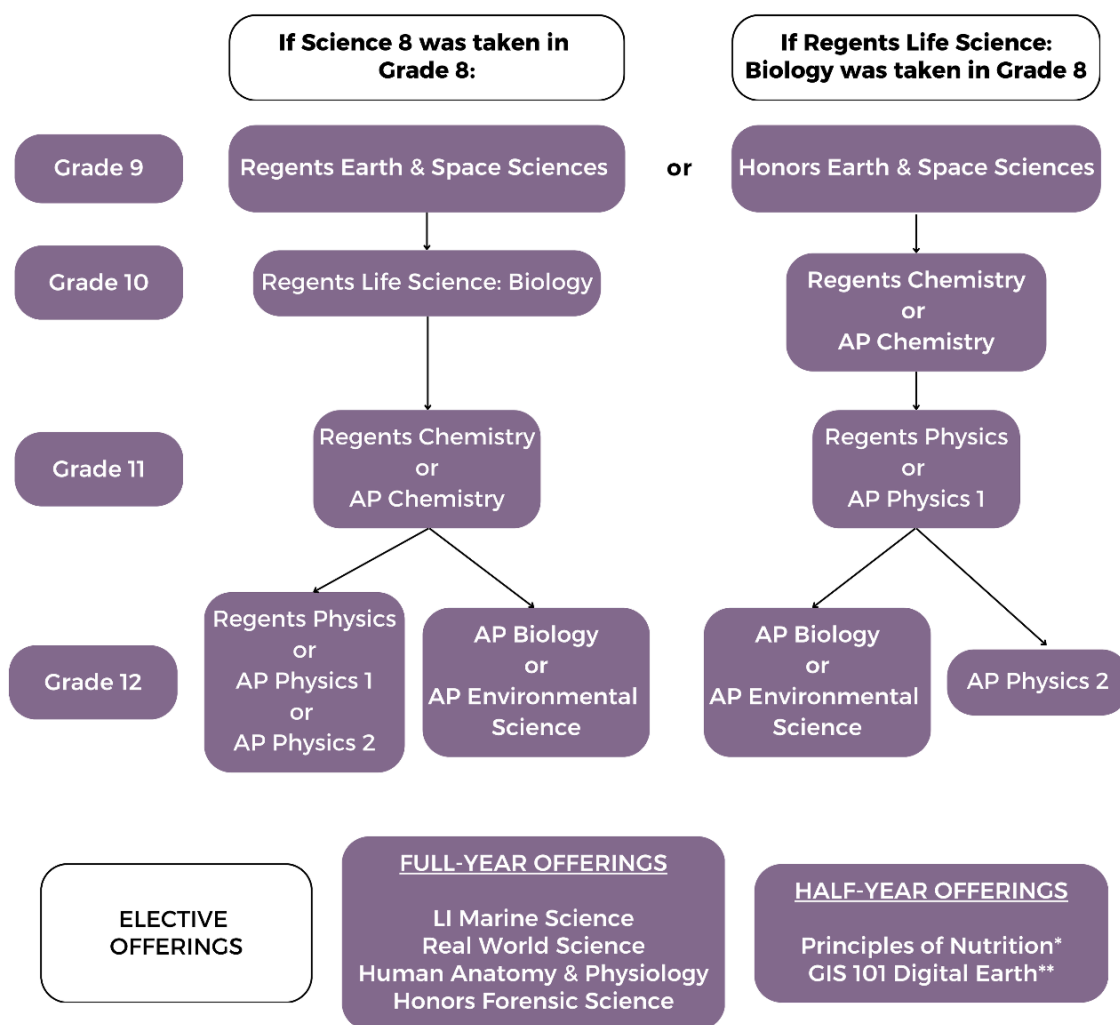 If Science 8 was taken in
Grade 8:
If Regents Life Science:
Biology was taken in Grade 8
Grade 9
Regents Earth & Space Sciences
or
Honors Earth & Space Sciences
Grade 10
Regents Life Science: Biology
Regents Chemistry
or
AP Chemistry
Grade 11
Regents Chemistry
or
AP Chemistry
Regents Physics
or
AP Physics 1
Grade 12
Regents Physics
or
AP Physics 1
or
AP Physics 2
AP Biology
or
AP Environmental
Science
AP Biology
or
AP Environmental
Science
AP Physics 2
ELECTIVE
OFFERINGS
FULL-YEAR OFFERINGS
LI Marine Science
Real World Science
Human Anatomy & Physiology
Honors Forensic Science
HALF-YEAR OFFERINGS
Principles of Nutrition*
GIS 101 Digital Earth**